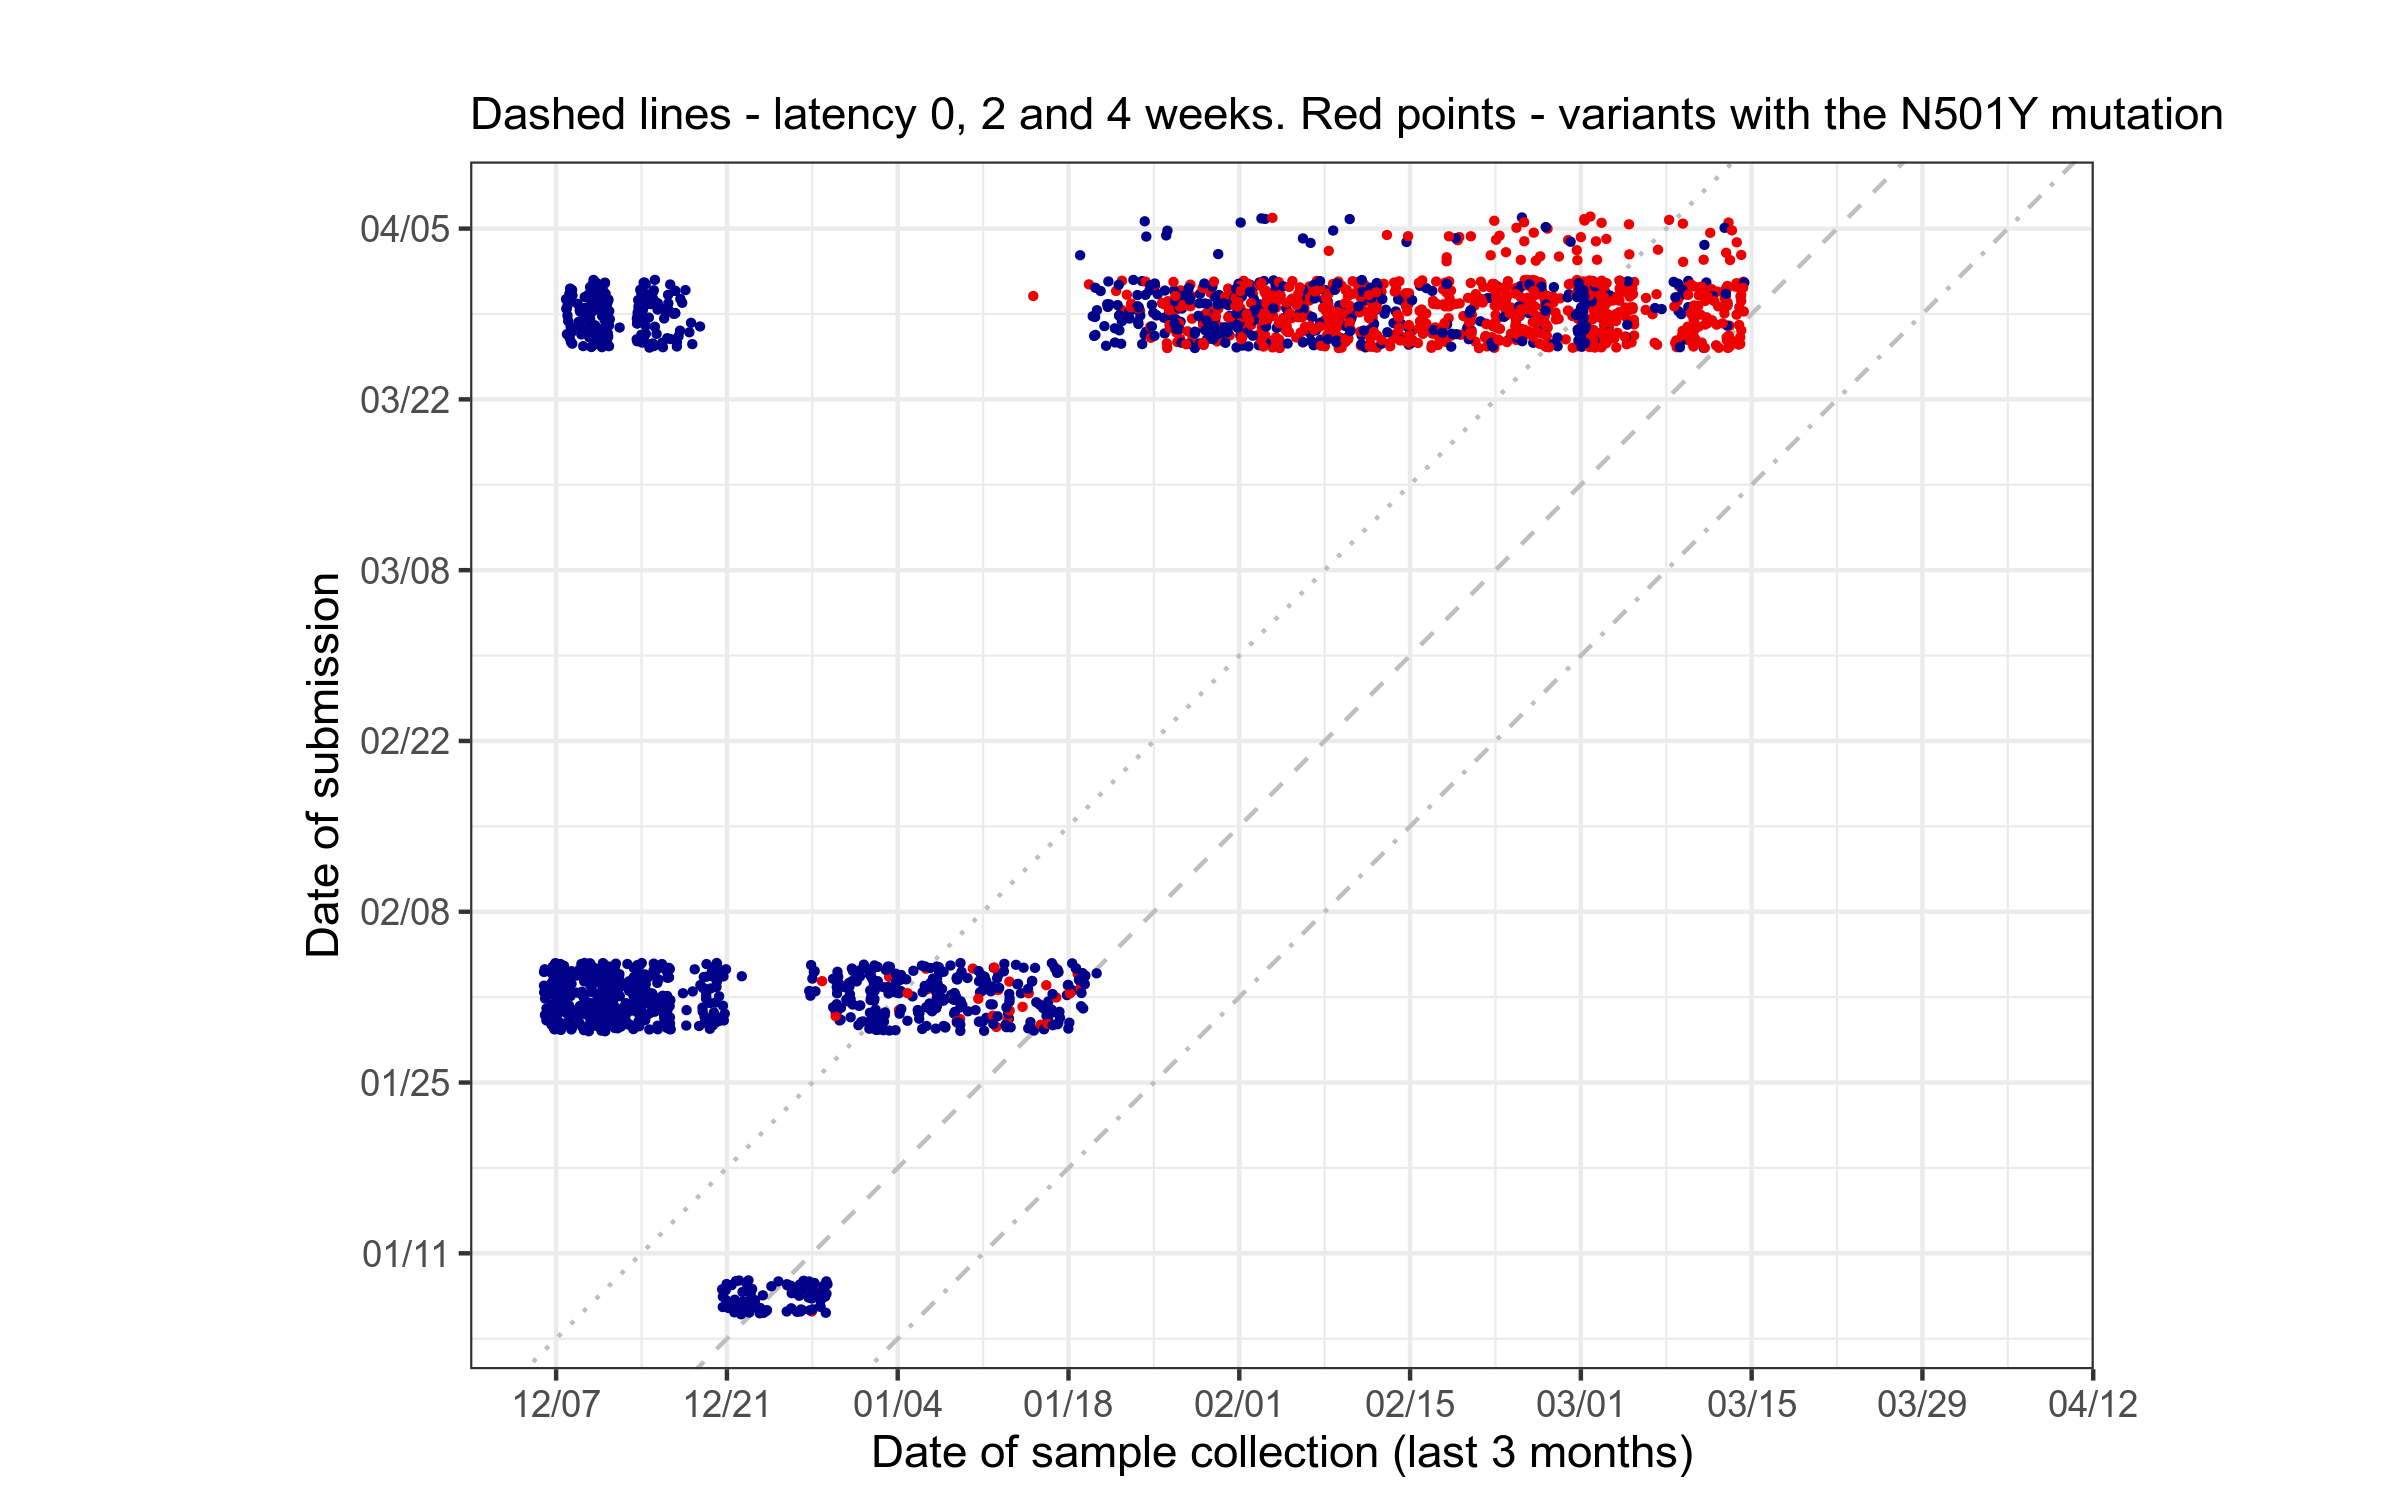 Dashed lines - latency 0, 2 and 4 weeks. Red points - variants with the N501Y mutation
Date of submission
04/05
03/22
03/08
02/22
02/08
01/25
01/11
12/07 12/21 01/04 01/18 02/01 02/15 03/01 03/15 03/29 04/12
Date of sample collection (last 3 months)